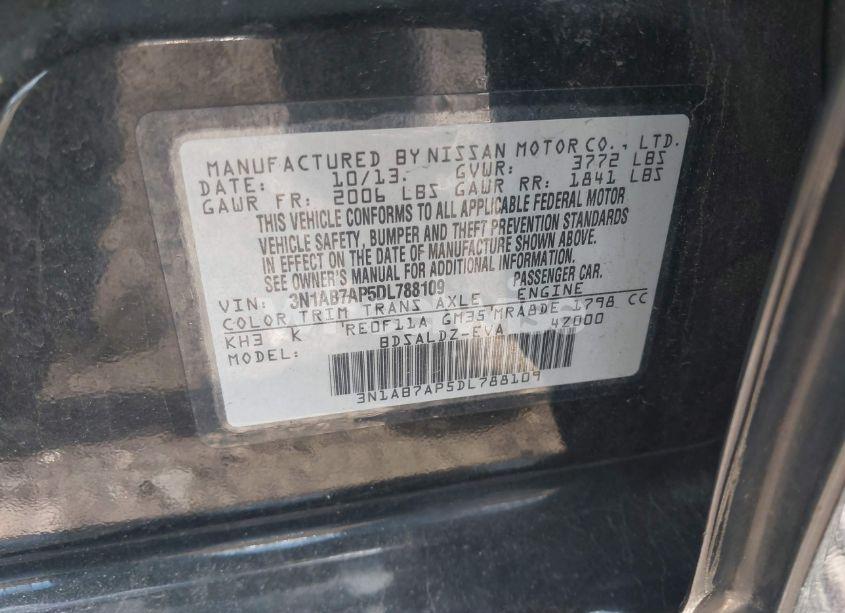 MANUFACTURED BY NISSAN MOTOR CO., LTD.
DATE: 10/13 GVWR: 3772 LBS
GAWR FR: 2006 LBS GAWR RR: 1841 LBS
THIS VEHICLE CONFORMS TO ALL APPLICABLE FEDERAL MOTOR
VEHICLE SAFETY, BUMPER AND THEFT PREVENTION STANDARDS
IN EFFECT ON THE DATE OF MANUFACTURE SHOWN ABOVE.
SEE OWNER'S MANUAL FOR ADDITIONAL INFORMATION.
VIN: 3N1AB7AP5DL788109 PASSENGER CAR.
COLOR TRIM TRANS AXLE ENGINE
KH3 K RE0F11A GM35 MRA8DE 1798 CC
MODEL: BDSALDZ-EVA 42000
3N1AB7AP5DL788109